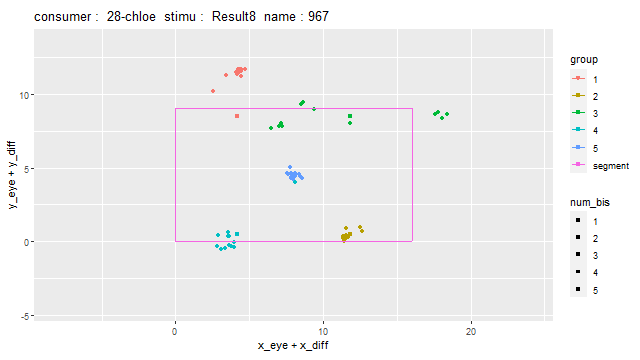 consumer :  28-chloe  stimu :  Result8  name : 967
group
1
2
3
4
5
segment
num_bis
1
2
3
4
5
y_eye + y_diff
10
5
0
-5
0
10
20
x_eye + x_diff